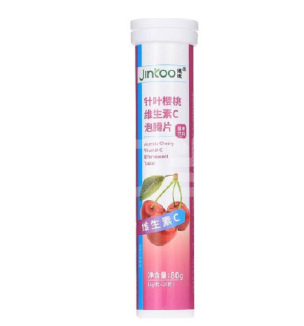 Jintoo
针叶樱桃
维生素C
泡腾片
Acerola Cherry
Vitamin C
Effervescent
Tablet
维生素 C
净含量:80g